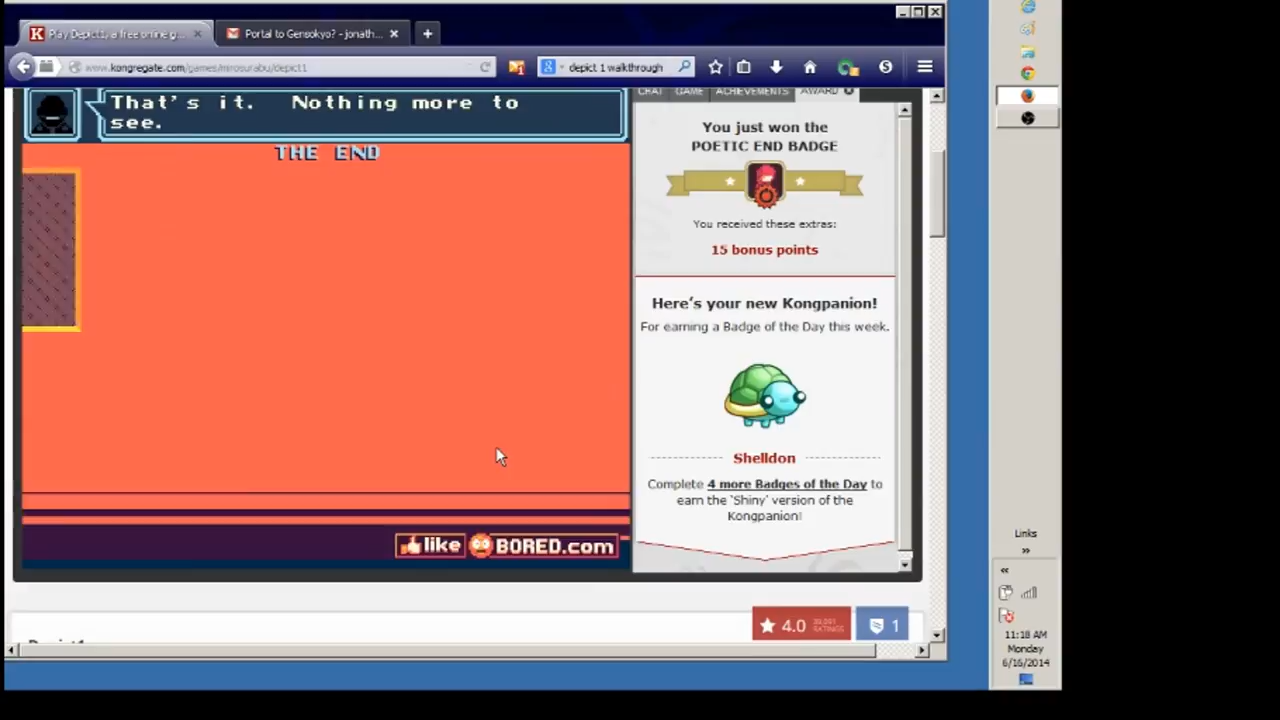 Play Depict1, a free online g...
Portal to Gensokyo? - jonath...
www.kongregate.com/games/mrosurabu/depict1
depict 1 walkthrough
That's it. Nothing more to
see.
THE END
like
BORED.com
CHAT GAME ACHIEVEMENTS AWARD
You just won the
POETIC END BADGE
You received these extras:
15 bonus points
Here's your new Kongpanion!
For earning a Badge of the Day this week.
Shelldon
Complete 4 more Badges of the Day to
earn the 'Shiny' version of the
Kongpanion!
Depict1
4.0
RATINGS
1
Links
11:18 AM
Monday
6/16/2014